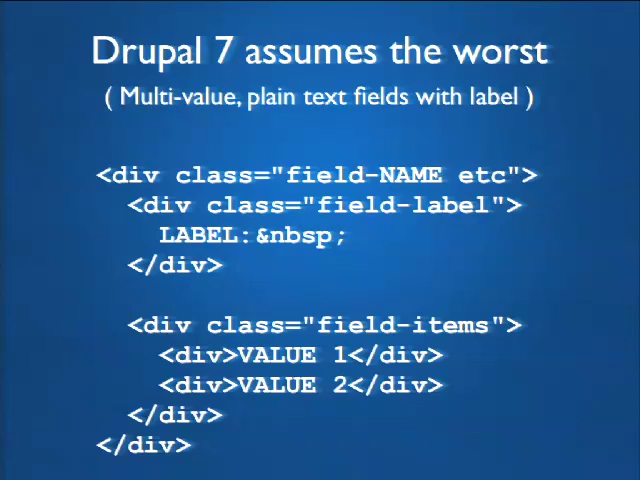 Drupal 7 assumes the worst
( Multi-value, plain text fields with label )
<div class="field-NAME etc">
<div class="field-label">
LABEL:&nbsp;
</div>
<div class="field-items">
<div>VALUE 1</div>
<div>VALUE 2</div>
</div>
</div>